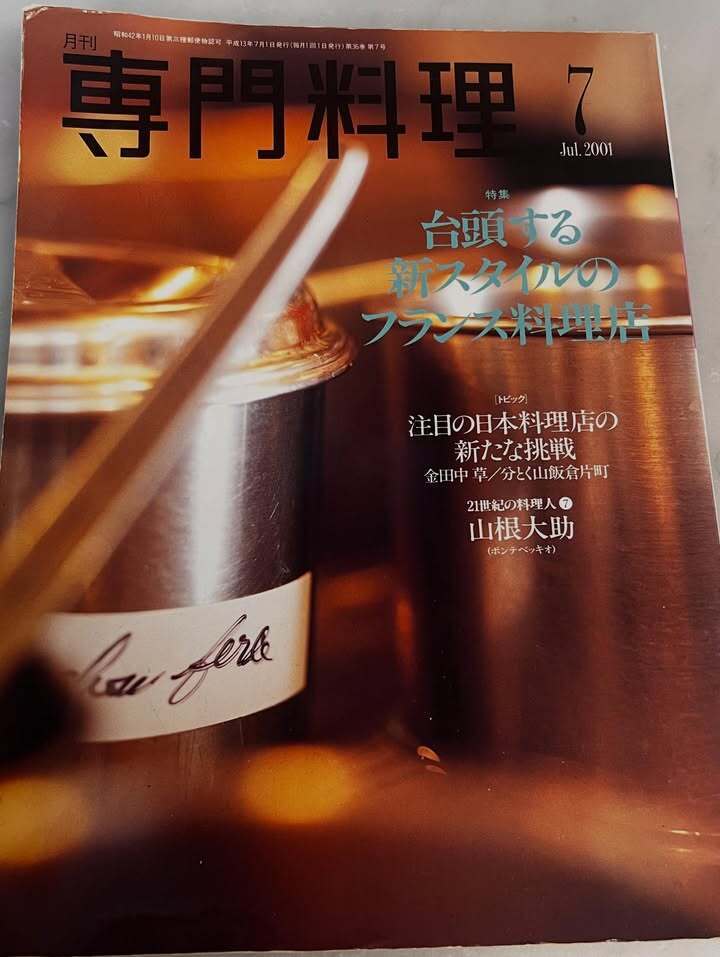 昭和42年1月10日第三種郵便物認可 平成13年7月1日発行(毎月1回1日発行)第36巻 第7号
月刊
専門料理
7
Jul. 2001
特集
台頭する
新スタイルの
フランス料理店
[トピック]
注目の日本料理店の
新たな挑戦
金田中 草／分とく山飯倉片町
21世紀の料理人 7
山根大助
(ポンテベッキオ)